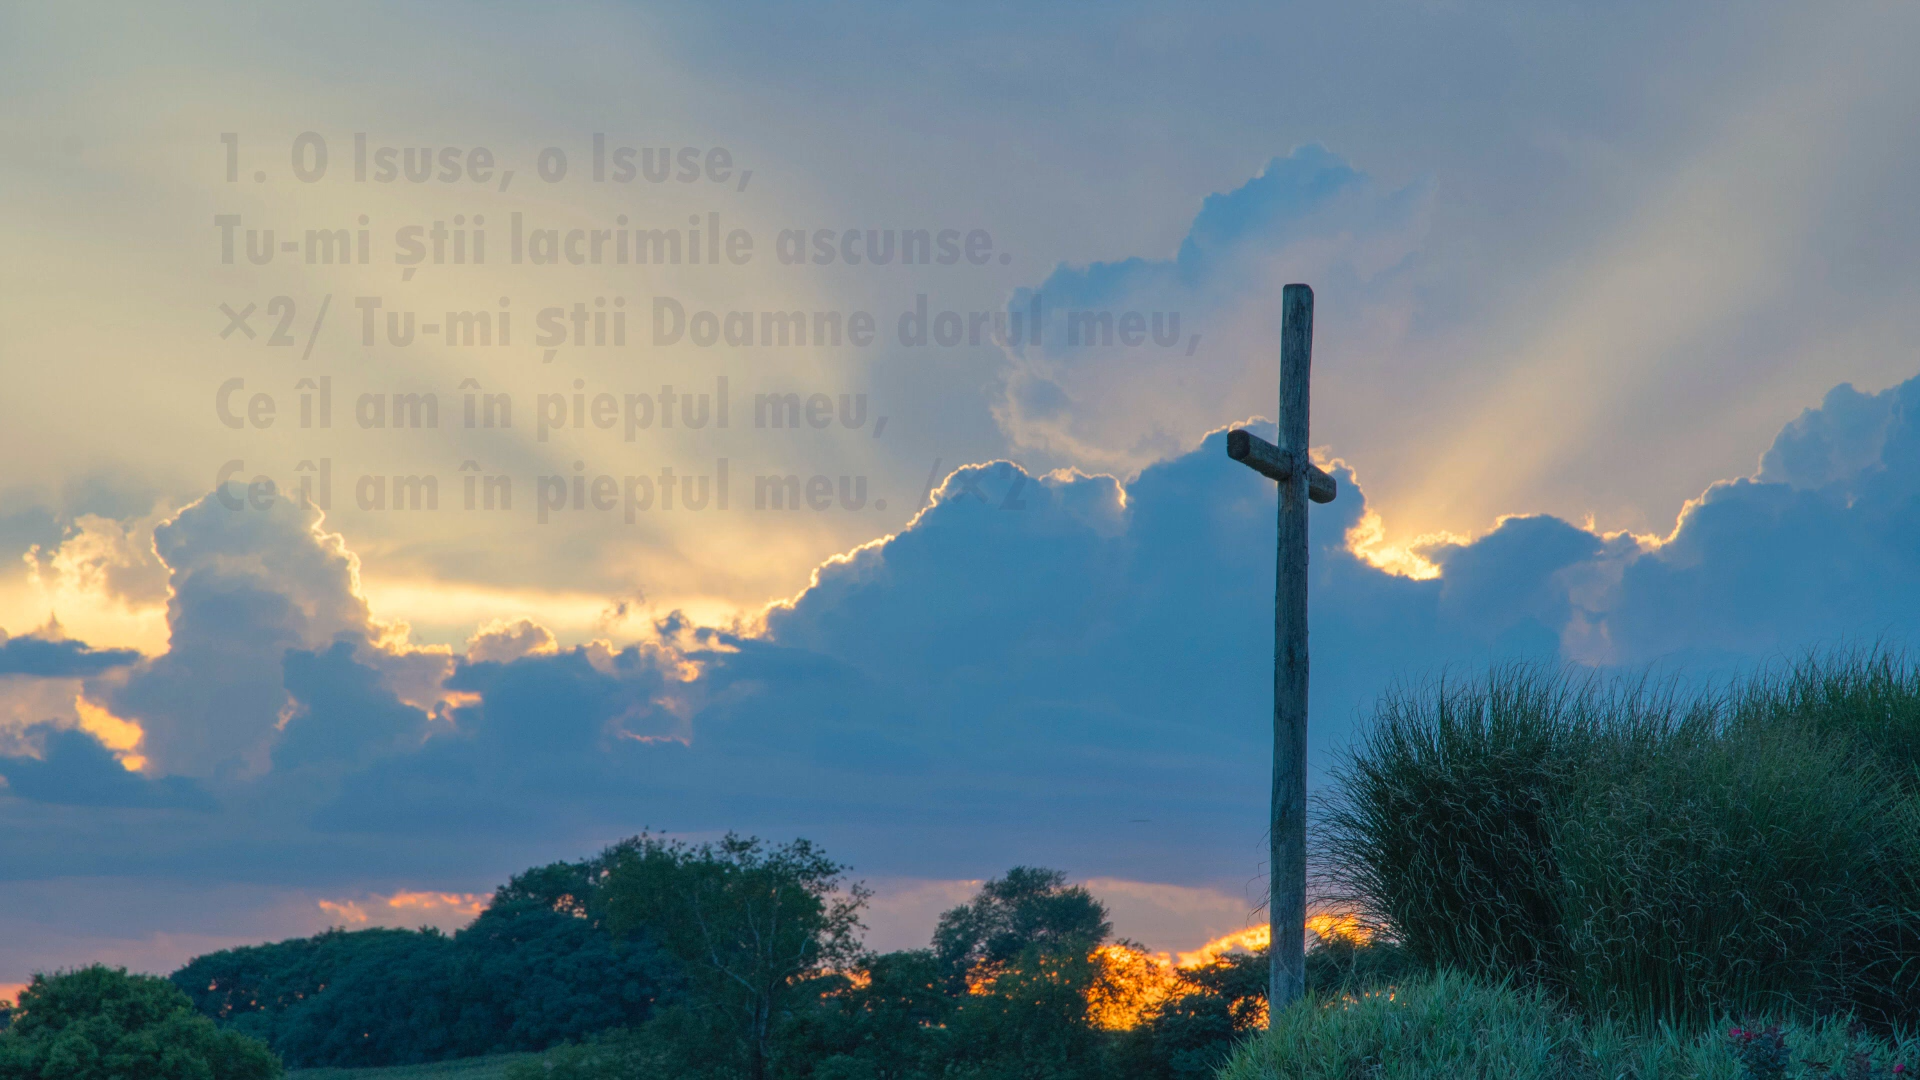 1. O Isuse, o Isuse,
Tu-mi știi lacrimile ascunse.
×2/ Tu-mi știi Doamne dorul meu,
Ce îl am în pieptul meu,
Ce îl am în pieptul meu. /×2